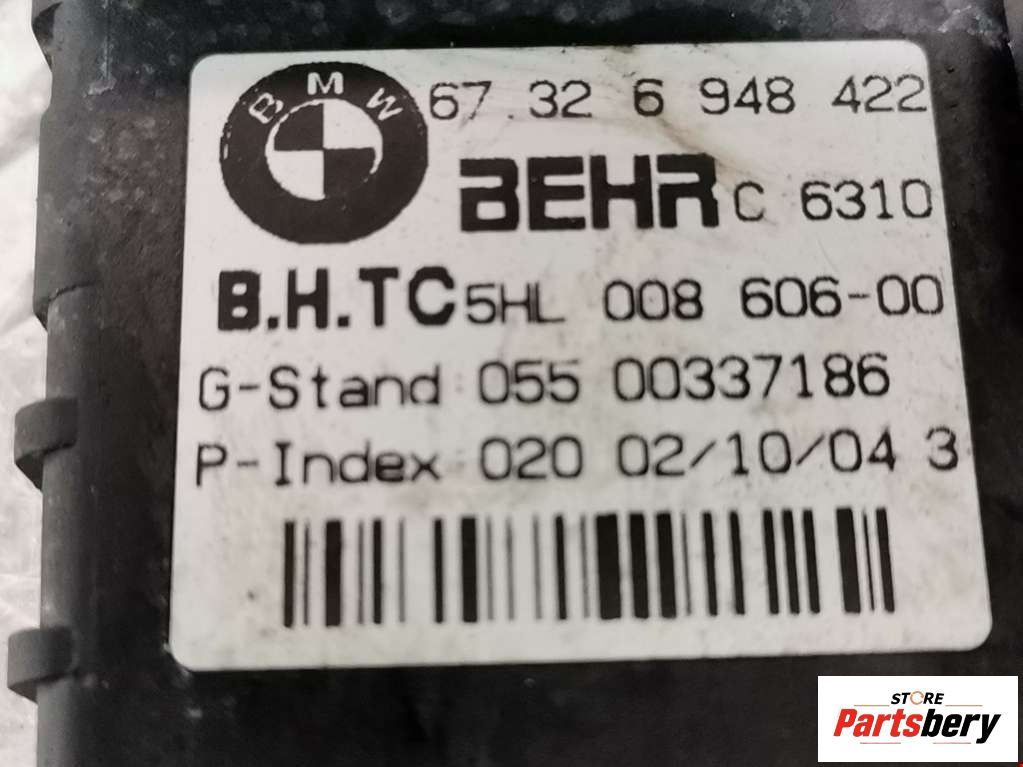 BMW
67.32 6 948 422
BEHR C 6310
B.H.TC 5HL 008 606-00
G-Stand 055 00337186
P-Index 020 02/10/04 3
STORE
Partsbery